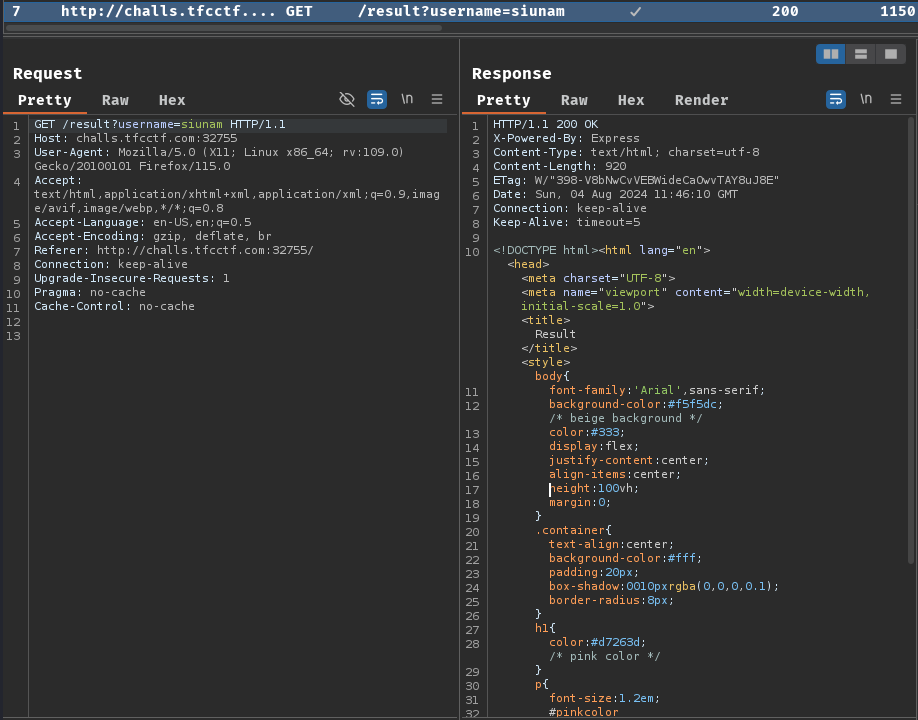 7 http://challs.tfcctf.... GET /result?username=siunam 200 1150
Request
Pretty Raw Hex \n
1 GET /result?username=siunam HTTP/1.1
2 Host: challs.tfcctf.com:32755
3 User-Agent: Mozilla/5.0 (X11; Linux x86_64; rv:109.0)
Gecko/20100101 Firefox/115.0
4 Accept:
text/html,application/xhtml+xml,application/xml;q=0.9,imag
e/avif,image/webp,*/*;q=0.8
5 Accept-Language: en-US,en;q=0.5
6 Accept-Encoding: gzip, deflate, br
7 Referer: http://challs.tfcctf.com:32755/
8 Connection: keep-alive
9 Upgrade-Insecure-Requests: 1
10 Pragma: no-cache
11 Cache-Control: no-cache
12
13
Response
Pretty Raw Hex Render \n
1 HTTP/1.1 200 OK
2 X-Powered-By: Express
3 Content-Type: text/html; charset=utf-8
4 Content-Length: 920
5 ETag: W/"398-V8bNwCvVEBWideCaOwvTAY8uJ8E"
6 Date: Sun, 04 Aug 2024 11:46:10 GMT
7 Connection: keep-alive
8 Keep-Alive: timeout=5
9
10 <!DOCTYPE html><html lang="en">
<head>
<meta charset="UTF-8">
<meta name="viewport" content="width=device-width,
initial-scale=1.0">
<title>
Result
</title>
<style>
body{
11 font-family:'Arial',sans-serif;
12 background-color:#f5f5dc;
/* beige background */
13 color:#333;
14 display:flex;
15 justify-content:center;
16 align-items:center;
17 height:100vh;
18 margin:0;
19 }
20 .container{
21 text-align:center;
22 background-color:#fff;
23 padding:20px;
24 box-shadow:0010pxrgba(0,0,0,0.1);
25 border-radius:8px;
26 }
27 h1{
28 color:#d7263d;
/* pink color */
29 }
30 p{
31 font-size:1.2em;
32 #pinkcolor